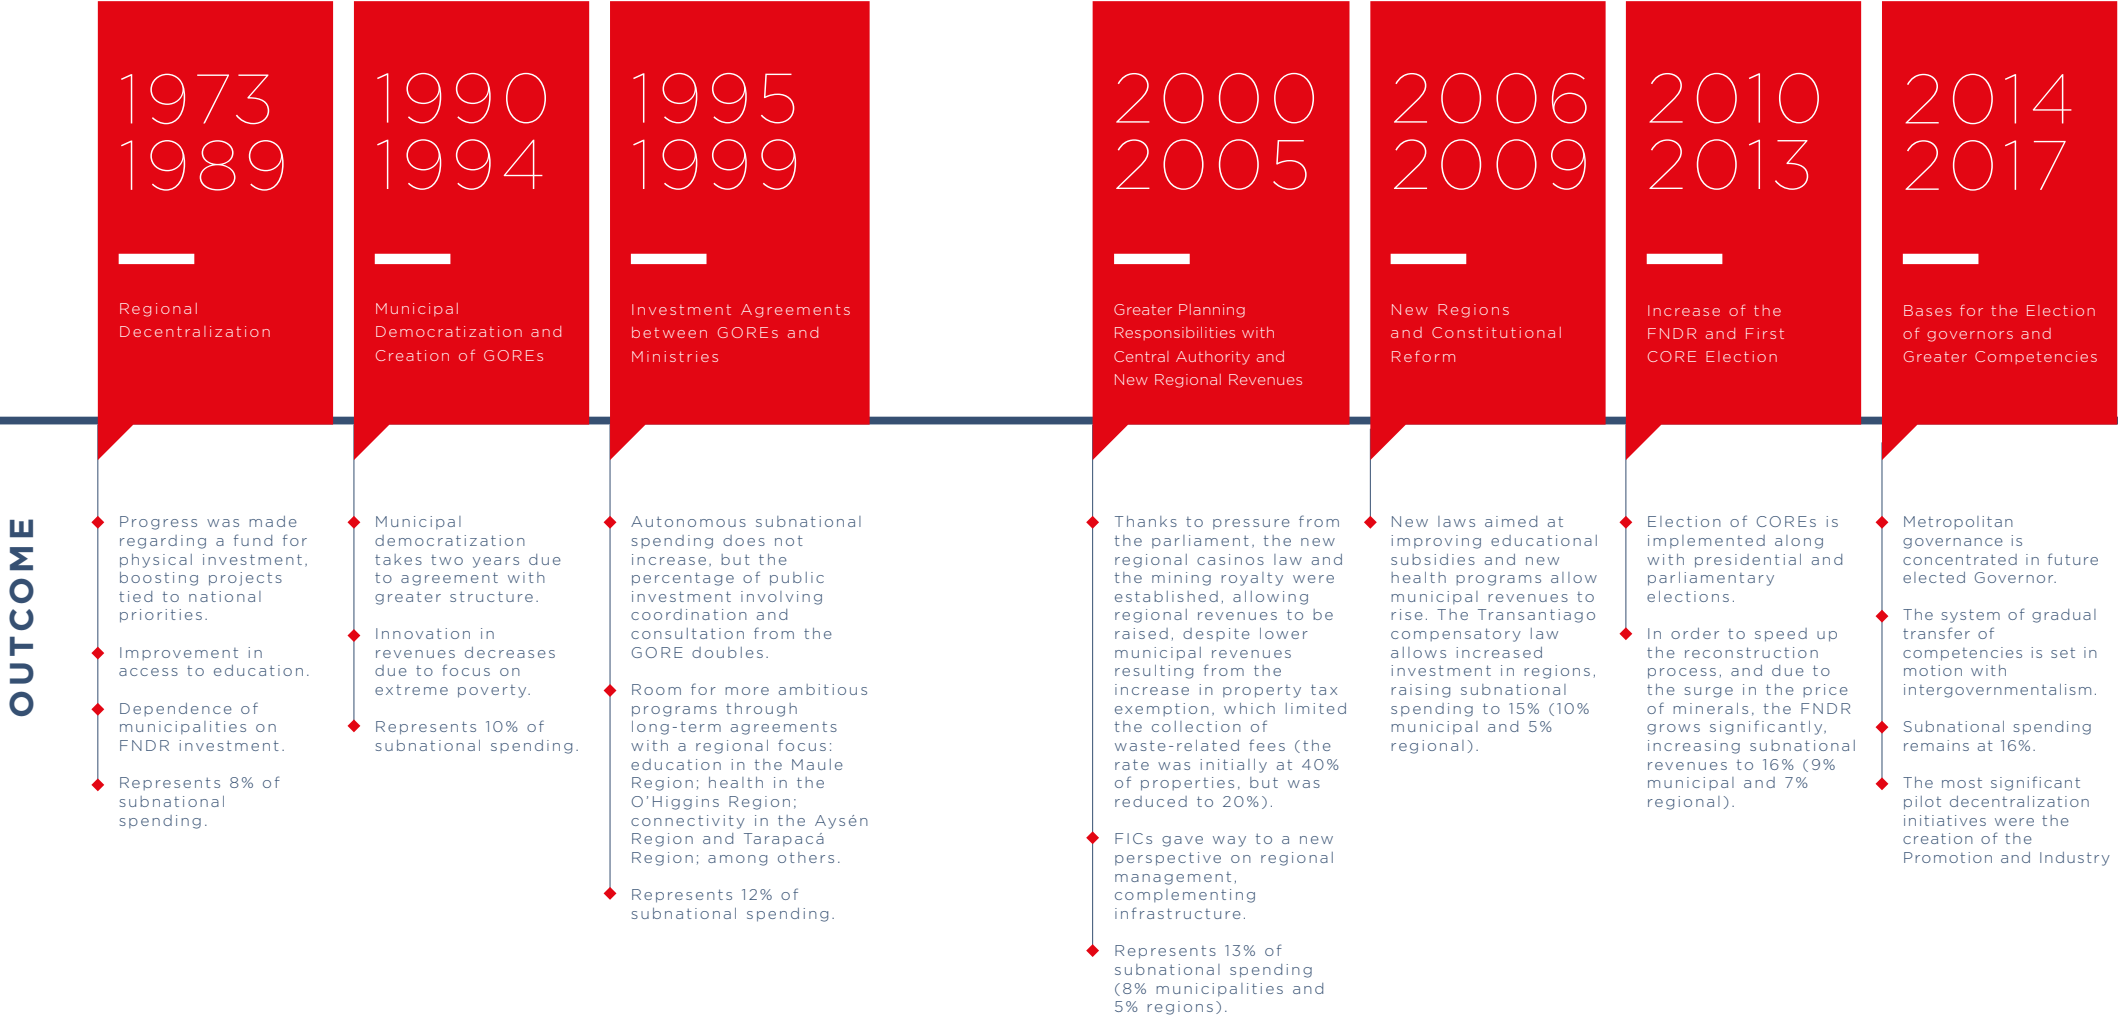 1973
1989
Regional
Decentralization
1990
1994
Municipal
Democratization and
Creation of GOREs
1995
1999
Investment Agreements
between GOREs and
Ministries
2000
2005
Greater Planning
Responsibilities with
Central Authority and
New Regional Revenues
2006
2009
New Regions
and Constitutional
Reform
2010
2013
Increase of the
FNDR and First
CORE Election
2014
2017
Bases for the Election
of governors and
Greater Competencies
OUTCOME
Progress was made
regarding a fund for
physical investment,
boosting projects
tied to national
priorities.
Improvement in
access to education.
Dependence of
municipalities on
FNDR investment.
Represents 8% of
subnational
spending.
Municipal
democratization
takes two years due
to agreement with
greater structure.
Innovation in
revenues decreases
due to focus on
extreme poverty.
Represents 10% of
subnational spending.
Autonomous subnational
spending does not
increase, but the
percentage of public
investment involving
coordination and
consultation from the
GORE doubles.
Room for more ambitious
programs through
long-term agreements
with a regional focus:
education in the Maule
Region; health in the
O'Higgins Region;
connectivity in the Aysén
Region and Tarapacá
Region; among others.
Represents 12% of
subnational spending.
Thanks to pressure from
the parliament, the new
regional casinos law and
the mining royalty were
established, allowing
regional revenues to be
raised, despite lower
municipal revenues
resulting from the
increase in property tax
exemption, which limited
the collection of
waste-related fees (the
rate was initially at 40%
of properties, but was
reduced to 20%).
FICs gave way to a new
perspective on regional
management,
complementing
infrastructure.
Represents 13% of
subnational spending
(8% municipalities and
5% regions).
New laws aimed at
improving educational
subsidies and new
health programs allow
municipal revenues to
rise. The Transantiago
compensatory law
allows increased
investment in regions,
raising subnational
spending to 15% (10%
municipal and 5%
regional).
Election of COREs is
implemented along
with presidential and
parliamentary
elections.
In order to speed up
the reconstruction
process, and due to
the surge in the price
of minerals, the FNDR
grows significantly,
increasing subnational
revenues to 16% (9%
municipal and 7%
regional).
Metropolitan
governance is
concentrated in future
elected Governor.
The system of gradual
transfer of
competencies is set in
motion with
intergovernmentalism.
Subnational spending
remains at 16%.
The most significant
pilot decentralization
initiatives were the
creation of the
Promotion and Industry